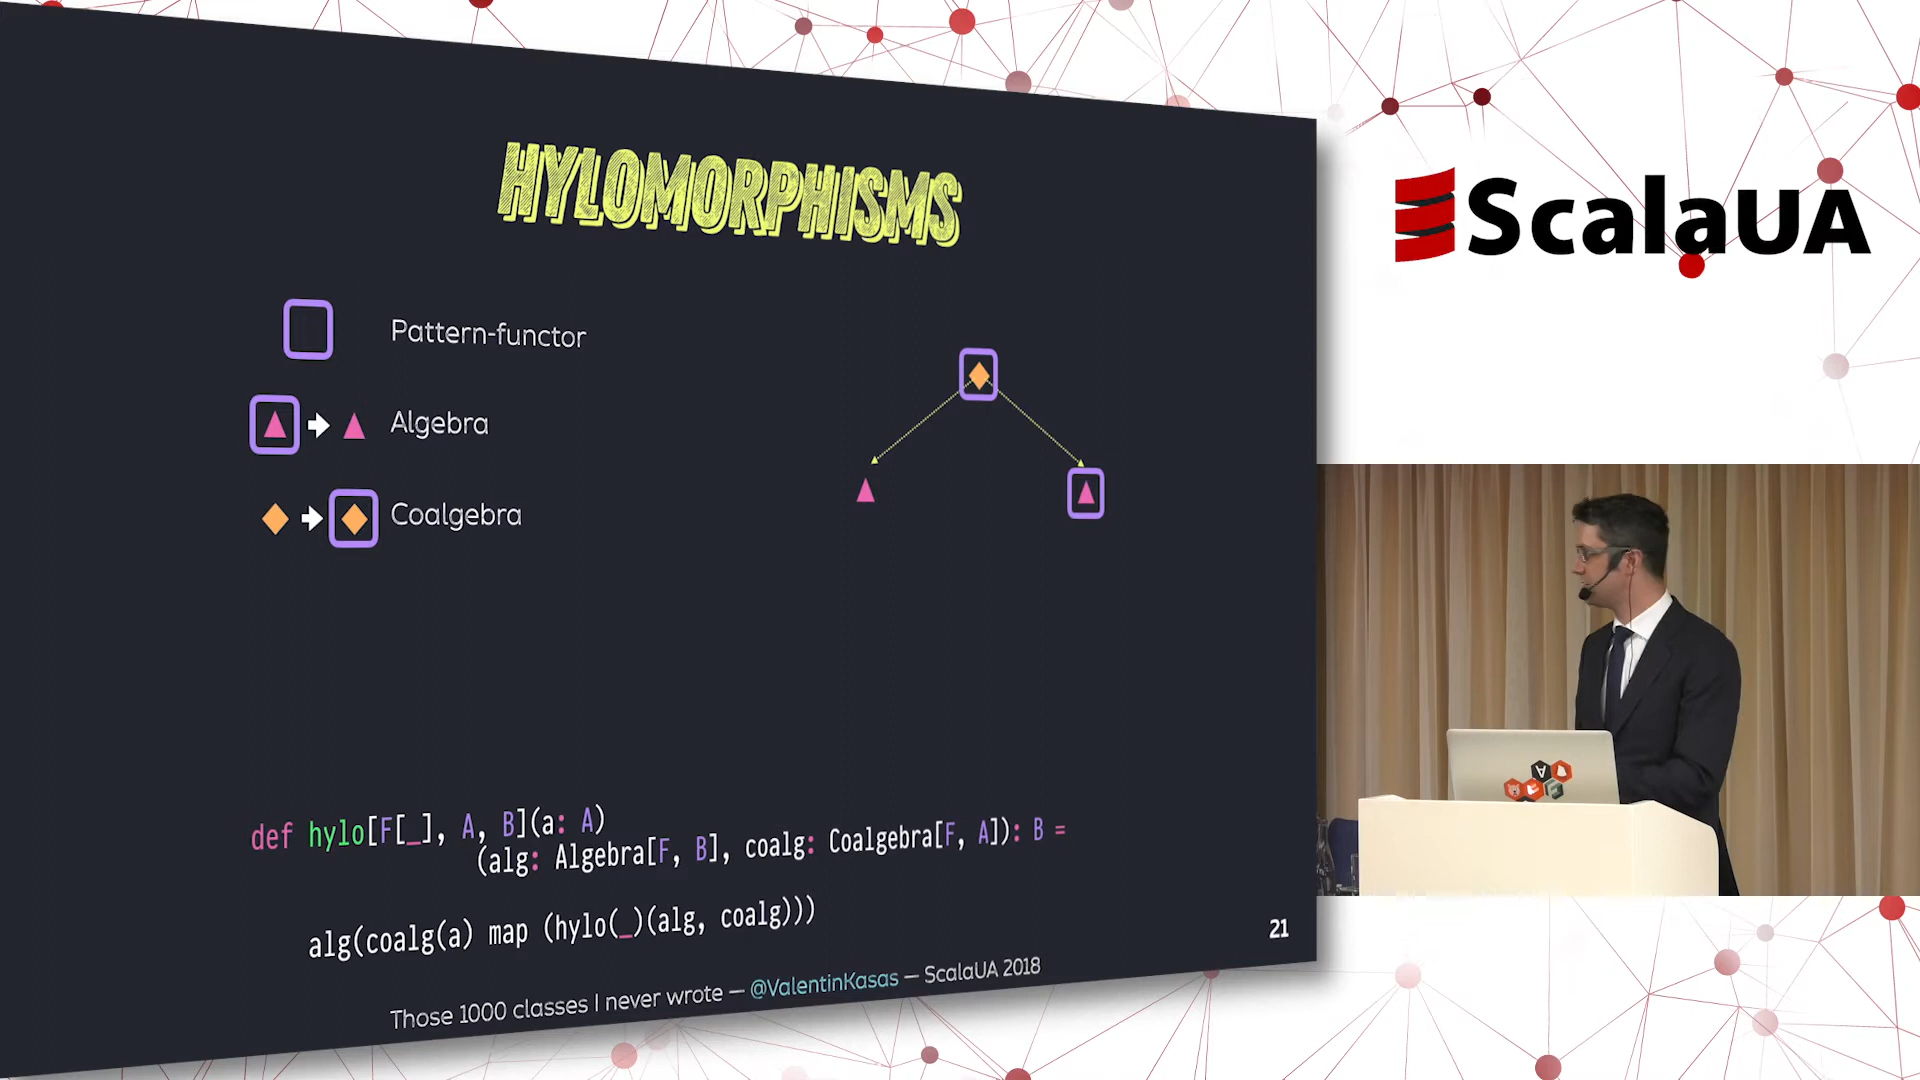 HYLOMORPHISMS
Pattern-functor
Algebra
Coalgebra
def hylo[F[_], A, B](a: A)
(alg: Algebra[F, B], coalg: Coalgebra[F, A]): B =
alg(coalg(a) map (hylo(_)(alg, coalg)))
21
Those 1000 classes I never wrote — @ValentinKasas — ScalaUA 2018
ScalaUA